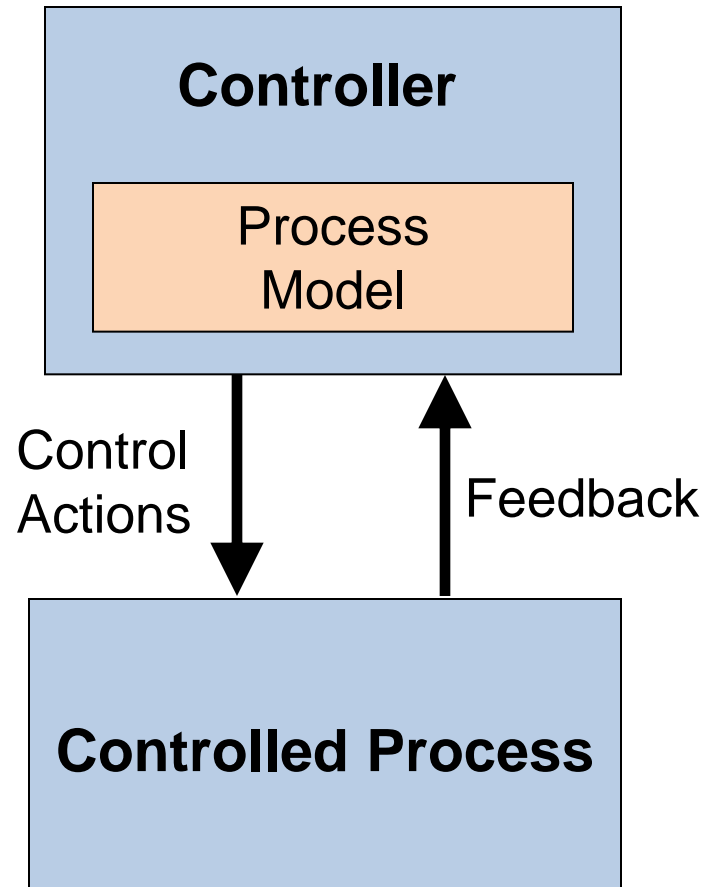 Controller
Process
Model
Control
Actions
Feedback
Controlled Process